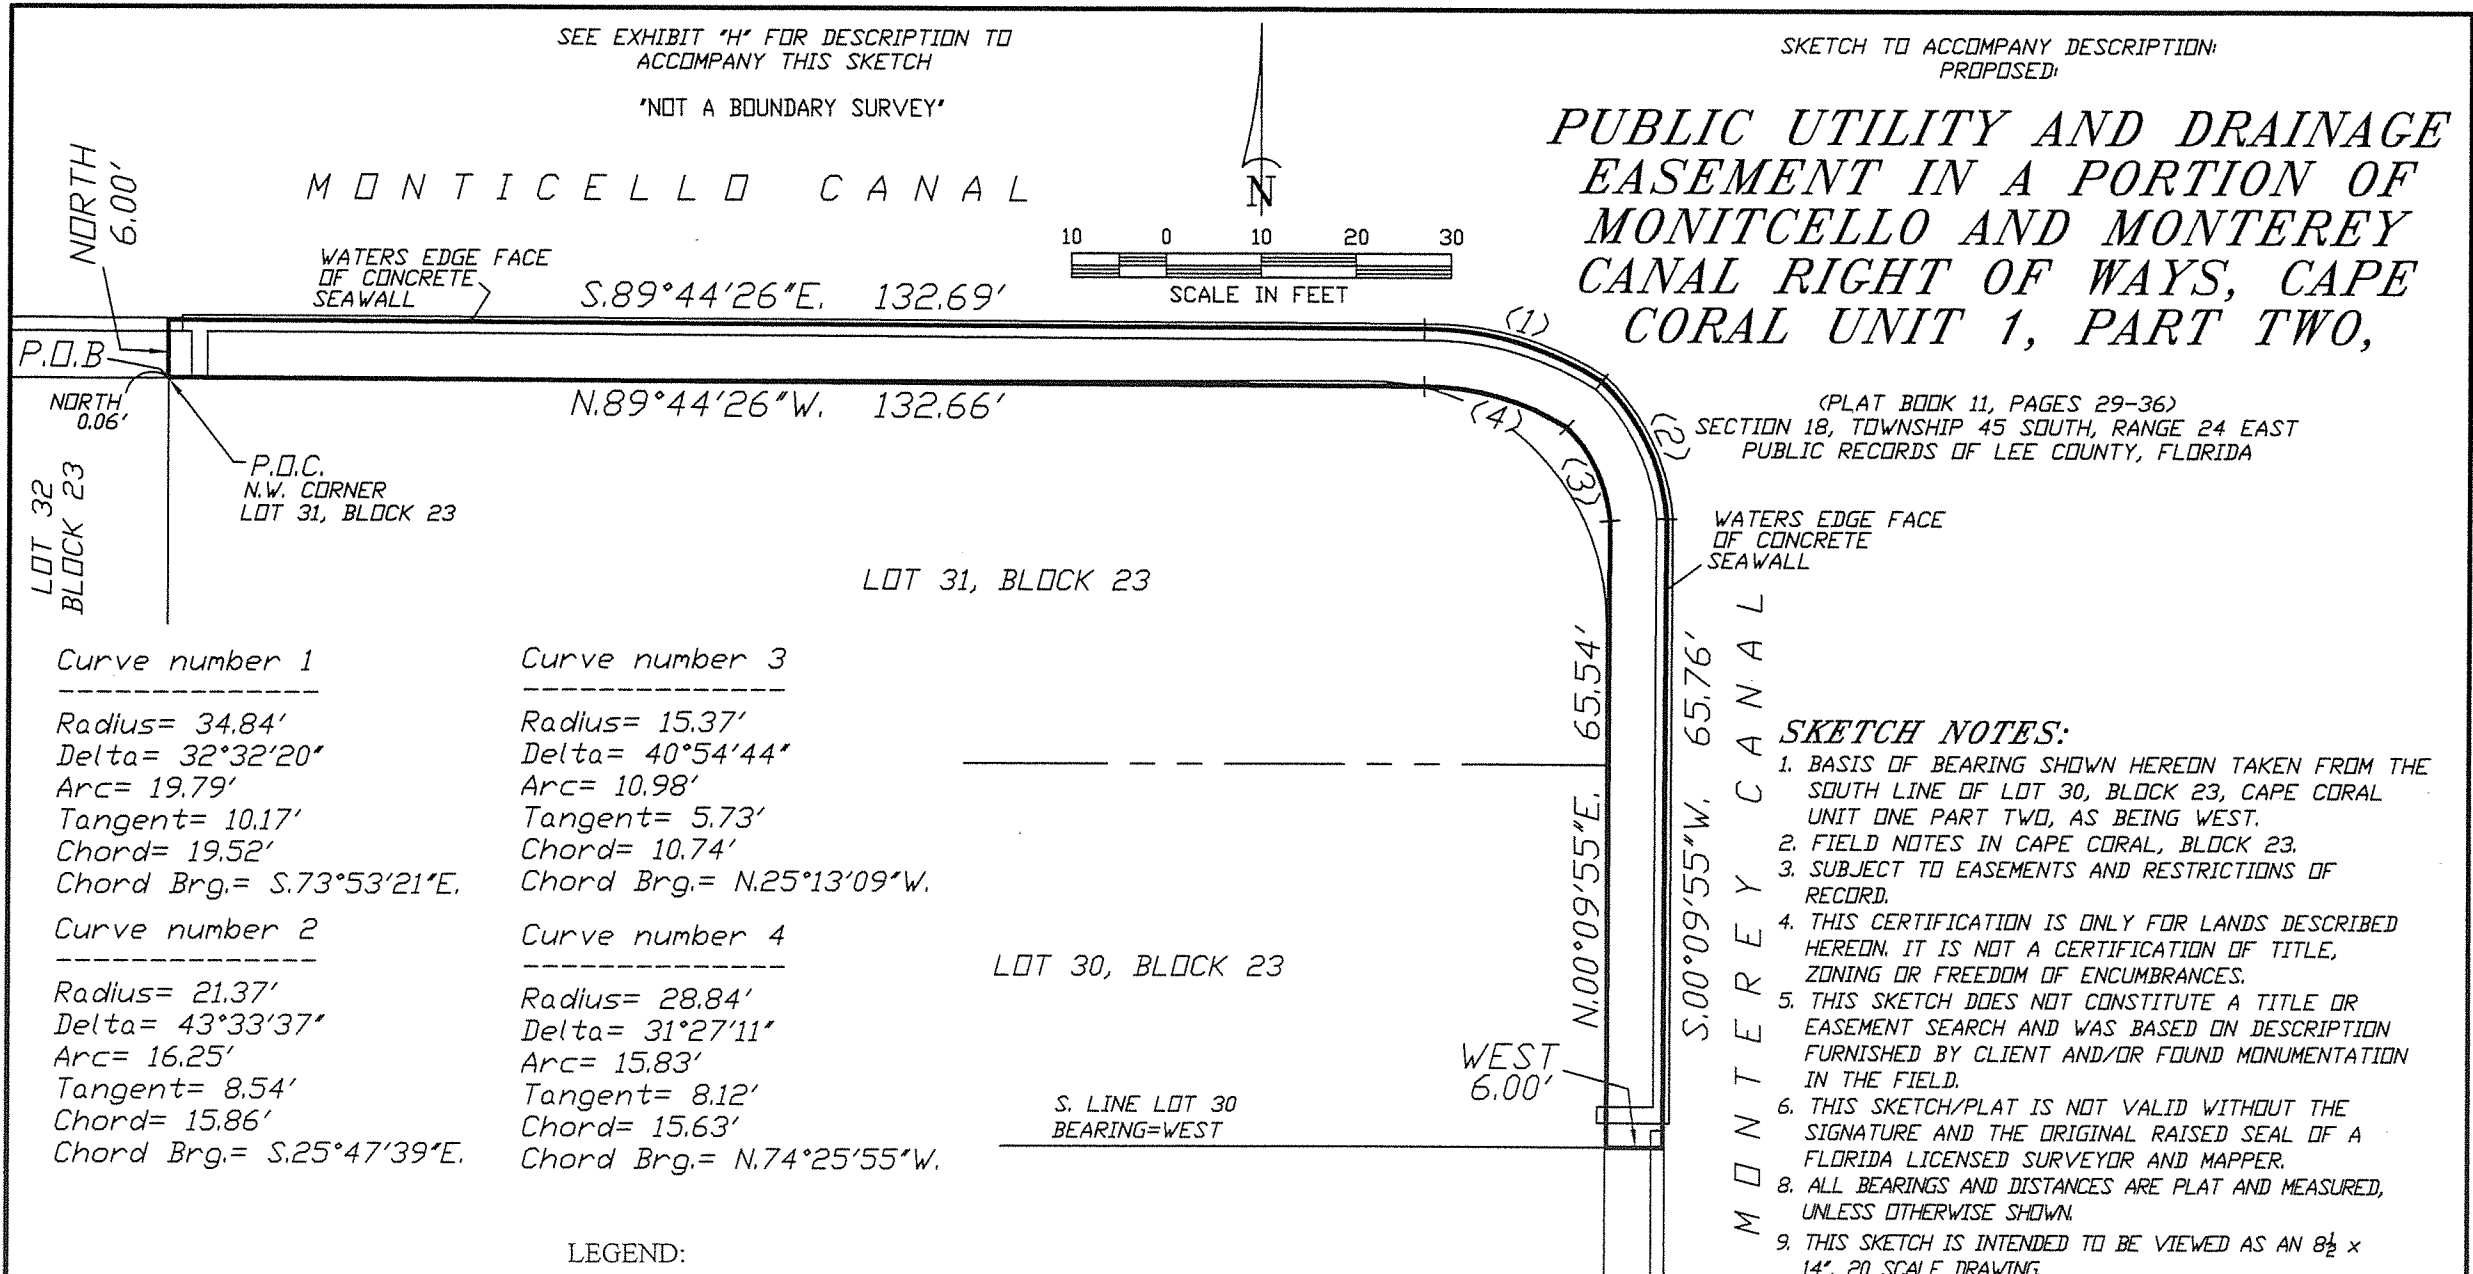 SEE EXHIBIT "H" FOR DESCRIPTION TO
ACCOMPANY THIS SKETCH
"NOT A BOUNDARY SURVEY"
SKETCH TO ACCOMPANY DESCRIPTION:
PROPOSED:
PUBLIC UTILITY AND DRAINAGE
EASEMENT IN A PORTION OF
MONITCELLO AND MONTEREY
CANAL RIGHT OF WAYS, CAPE
CORAL UNIT 1, PART TWO,
(PLAT BOOK 11, PAGES 29-36)
SECTION 18, TOWNSHIP 45 SOUTH, RANGE 24 EAST
PUBLIC RECORDS OF LEE COUNTY, FLORIDA
N
10 0 10 20 30
SCALE IN FEET
NORTH
6.00'
MONTICELLO CANAL
WATERS EDGE FACE
OF CONCRETE
SEAWALL
S.89°44'26"E. 132.69'
(1)
P.O.B
NORTH
0.06'
N.89°44'26"W. 132.66'
(4)
(2)
(3)
P.O.C.
N.W. CORNER
LOT 31, BLOCK 23
LOT 32
BLOCK 23
WATERS EDGE FACE
OF CONCRETE
SEAWALL
LOT 31, BLOCK 23
N.00°09'55"E. 65.54'
S.00°09'55"W. 65.76'
MONTEREY CANAL
Curve number 1
--------------
Radius= 34.84'
Delta= 32°32'20"
Arc= 19.79'
Tangent= 10.17'
Chord= 19.52'
Chord Brg.= S.73°53'21"E.
Curve number 2
--------------
Radius= 21.37'
Delta= 43°33'37"
Arc= 16.25'
Tangent= 8.54'
Chord= 15.86'
Chord Brg.= S.25°47'39"E.
Curve number 3
--------------
Radius= 15.37'
Delta= 40°54'44"
Arc= 10.98'
Tangent= 5.73'
Chord= 10.74'
Chord Brg.= N.25°13'09"W.
Curve number 4
--------------
Radius= 28.84'
Delta= 31°27'11"
Arc= 15.83'
Tangent= 8.12'
Chord= 15.63'
Chord Brg.= N.74°25'55"W.
LOT 30, BLOCK 23
WEST
6.00'
S. LINE LOT 30
BEARING=WEST
SKETCH NOTES:
1. BASIS OF BEARING SHOWN HEREON TAKEN FROM THE
SOUTH LINE OF LOT 30, BLOCK 23, CAPE CORAL
UNIT ONE PART TWO, AS BEING WEST.
2. FIELD NOTES IN CAPE CORAL, BLOCK 23.
3. SUBJECT TO EASEMENTS AND RESTRICTIONS OF
RECORD.
4. THIS CERTIFICATION IS ONLY FOR LANDS DESCRIBED
HEREON. IT IS NOT A CERTIFICATION OF TITLE,
ZONING OR FREEDOM OF ENCUMBRANCES.
5. THIS SKETCH DOES NOT CONSTITUTE A TITLE OR
EASEMENT SEARCH AND WAS BASED ON DESCRIPTION
FURNISHED BY CLIENT AND/OR FOUND MONUMENTATION
IN THE FIELD.
6. THIS SKETCH/PLAT IS NOT VALID WITHOUT THE
SIGNATURE AND THE ORIGINAL RAISED SEAL OF A
FLORIDA LICENSED SURVEYOR AND MAPPER.
8. ALL BEARINGS AND DISTANCES ARE PLAT AND MEASURED,
UNLESS OTHERWISE SHOWN.
9. THIS SKETCH IS INTENDED TO BE VIEWED AS AN 8½ x
14", 20 SCALE DRAWING
LEGEND: